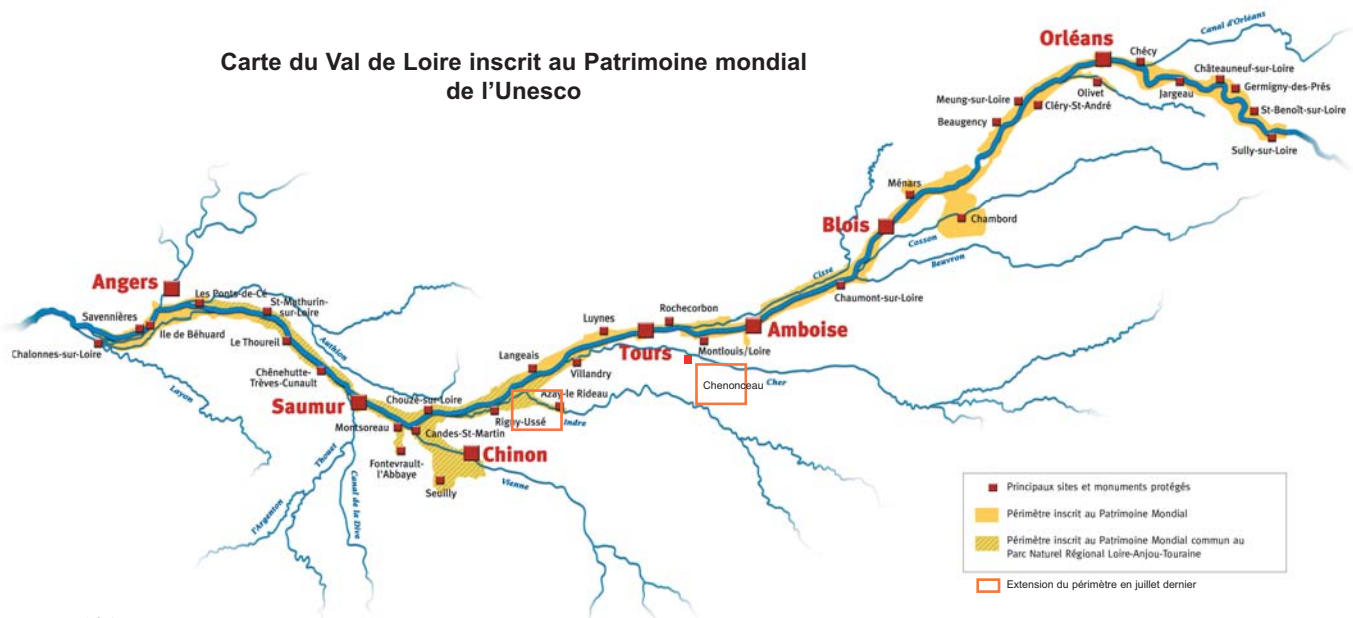 Carte du Val de Loire inscrit au Patrimoine mondial
de l'Unesco
Canal d'Orléans
Orléans
Chécy
Châteauneuf-sur-Loire
Germigny-des-Prés
Olivet
Jargeau
Meung-sur-Loire
Cléry-St-André
St-Benoît-sur-Loire
Beaugency
Sully-sur-Loire
Ménars
Chambord
Blois
Cosson
Beuvron
Cisse
Chaumont-sur-Loire
Angers
Les Ponts-de-Cé
St-Mathurin-
sur-Loire
Savennières
Ile de Béhuard
Chalonnes-sur-Loire
Le Thoureil
Authion
Layon
Chênehutte-
Trèves-Cunault
Saumur
Rochecorbon
Luynes
Amboise
Tours
Montlouis/Loire
Langeais
Villandry
Cher
Chenonceau
Azay-le Rideau
Chouzé-sur-Loire
Rigny-Ussé
Indre
Montsoreau
Candes-St-Martin
Chinon
Fontevrault-
l'Abbaye
Seuilly
Vienne
Thouet
l'Argenton
Canal de la Dive
Principaux sites et monuments protégés
Périmètre inscrit au Patrimoine Mondial
Périmètre inscrit au Patrimoine Mondial commun au
Parc Naturel Régional Loire-Anjou-Touraine
Extension du périmètre en juillet dernier